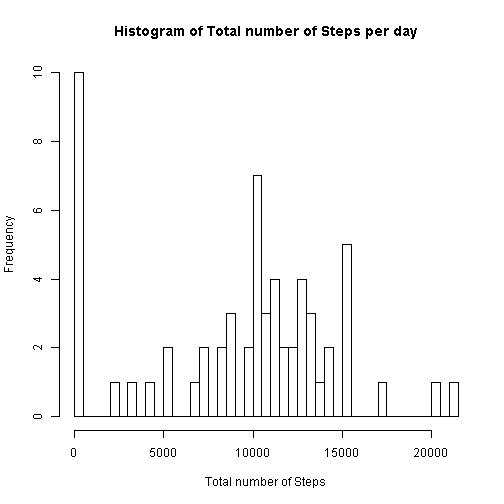 Histogram of Total number of Steps per day
Frequency
10
8
6
4
2
0
0 5000 10000 15000 20000
Total number of Steps